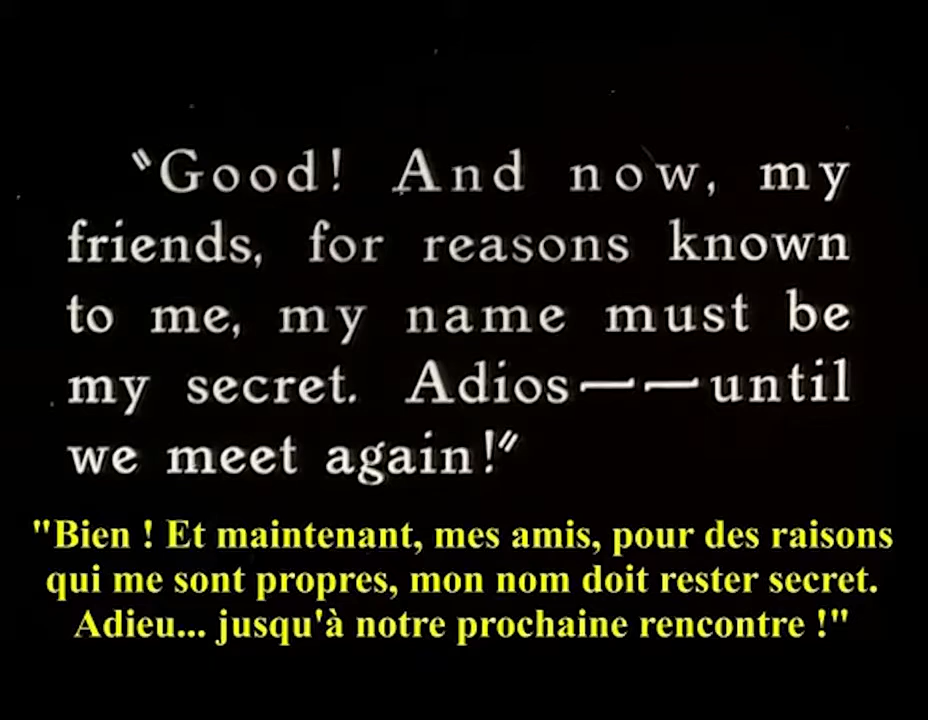 "Good! And now, my
friends, for reasons known
to me, my name must be
my secret. Adios——until
we meet again!"
"Bien ! Et maintenant, mes amis, pour des raisons
qui me sont propres, mon nom doit rester secret.
Adieu... jusqu'à notre prochaine rencontre !"